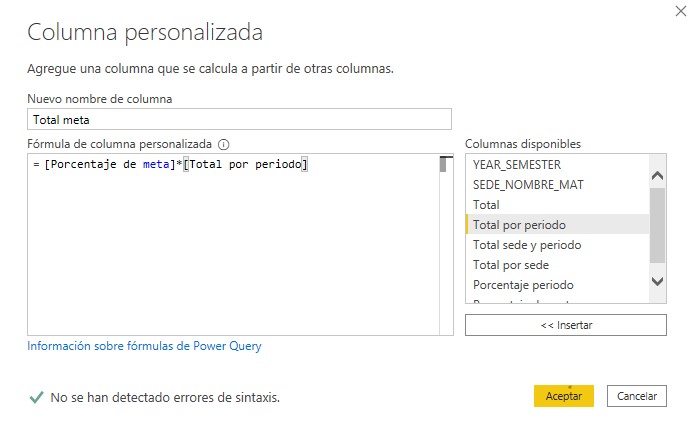 Columna personalizada
Agregue una columna que se calcula a partir de otras columnas.
Nuevo nombre de columna
Total meta
Fórmula de columna personalizada
= [Porcentaje de meta]*[Total por periodo]
Columnas disponibles
YEAR_SEMESTER
SEDE_NOMBRE_MAT
Total
Total por periodo
Total sede y periodo
Total por sede
Porcentaje periodo
<< Insertar
Información sobre fórmulas de Power Query
No se han detectado errores de sintaxis.
Aceptar
Cancelar